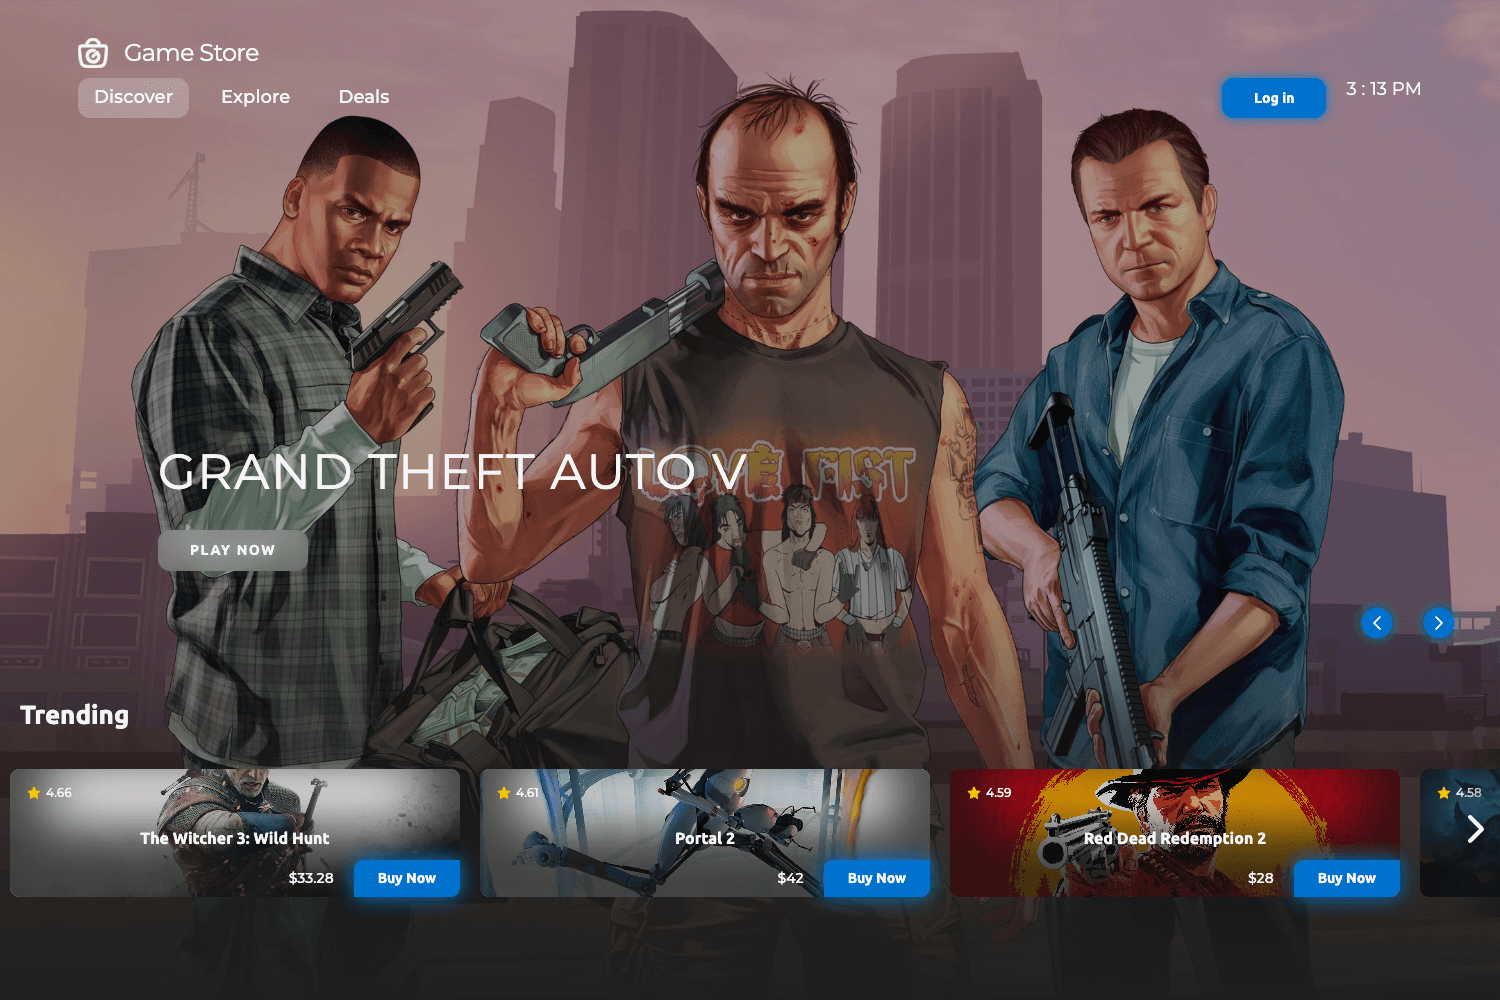 Game Store
Discover Explore Deals
Log in
3 : 13 PM
LOVE FIST
GRAND THEFT AUTO V
PLAY NOW
Trending
4.66
The Witcher 3: Wild Hunt
$33.28
Buy Now
4.61
Portal 2
$42
Buy Now
4.59
Red Dead Redemption 2
$28
Buy Now
4.58